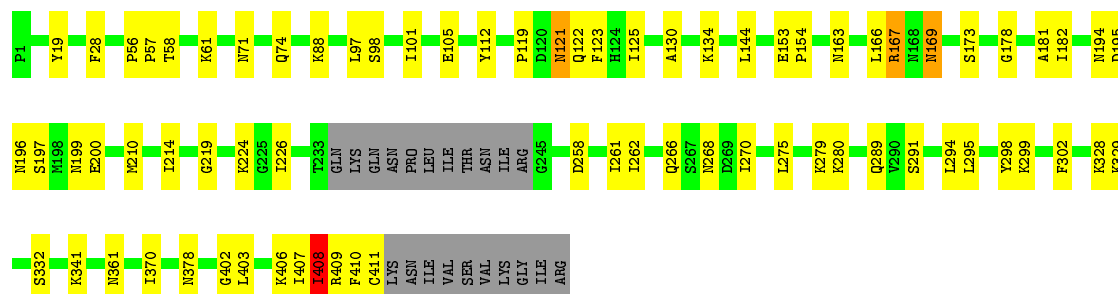 P1 Y19 F28 P56 P57 T58 K61 N71 Q74 K88 L97 S98 I101 E105 Y112 P119 D120 N121 Q122 F123 H124 I125 A130 K134 L144 E153 P154 N163 L166 R167 N168 N169 S173 G178 A181 I182 N194 D195
N196 S197 M198 N199 E200 M210 I214 G219 K224 G225 I226 T233 GLN LYS GLN ASN PRO LEU ILE THR ASN ILE ARG G245 D258 I261 I262 Q266 S267 N268 D269 I270 L275 K279 K280 Q289 V290 S291 L294 L295 Y298 K299 F302 K328
S332 K341 N361 I370 N378 G402 L403 K406 I407 I408 R409 F410 C411 LYS ASN ILE VAL SER VAL LYS GLY ILE ARG